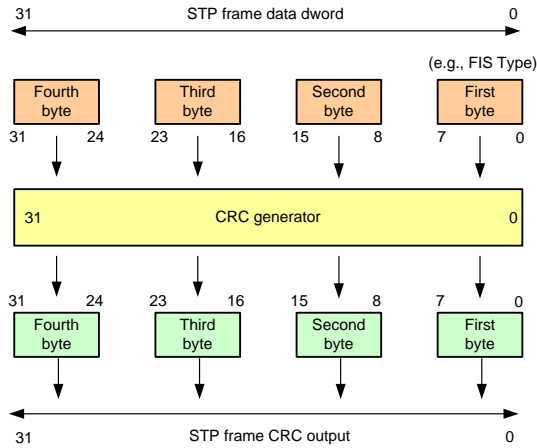 31 STP frame data dword 0
(e.g., FIS Type)
Fourth byte Third byte Second byte First byte
31 24 23 16 15 8 7 0
31 CRC generator 0
31 24 23 16 15 8 7 0
Fourth byte Third byte Second byte First byte
31 STP frame CRC output 0